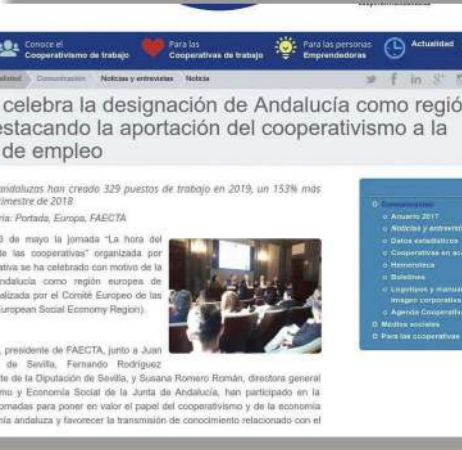 Conoce el
Cooperativismo de trabajo
Para las
Cooperativas de trabajo
Para las personas
Emprendedoras
Actualidad
Comunicación
Noticias y entrevistas
Noticia
celebra la designación de Andalucía como regió
estacando la aportación del cooperativismo a la
de empleo
andaluzas han creado 329 puestos de trabajo en 2019, un 153% más
trimestre de 2018
ria: Portada, Europa, FAECTA
de mayo la jornada "La hora del
de las cooperativas" organizada por
ativa se ha celebrado con motivo de la
ndalucía como región europea de
alizada por el Comité Europeo de las
European Social Economy Region).
, presidente de FAECTA, junto a Juan
de Sevilla, Fernando Rodríguez
te de la Diputación de Sevilla, y Susana Romero Román, directora general
mo y Economía Social de la Junta de Andalucía, han participado en la
ornadas para poner en valor el papel del cooperativismo y de la economía
mía andaluza y favorecer la transmisión de conocimiento relacionado con el
Comunicación
Anuario 2017
Noticias y entrevist
Datos estadísticos
Cooperativas en ac
Hemeroteca
Boletines
Logotipos y manua
imagen corporativa
Agenda Cooperativ
Medios sociales
Para las cooperativas